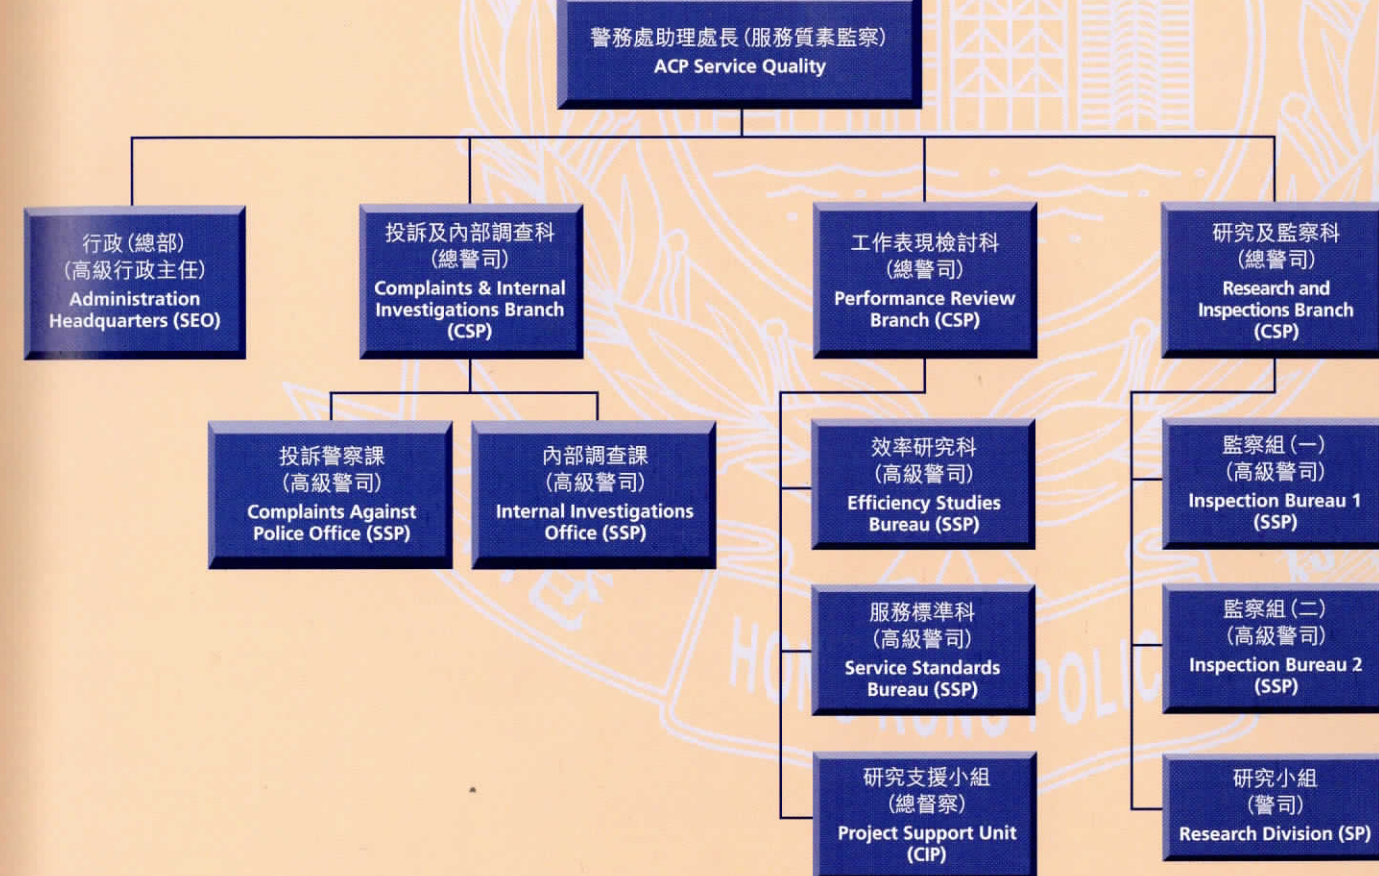 警務處助理處長(服務質素監察)
ACP Service Quality
行政(總部)
(高級行政主任)
Administration
Headquarters (SEO)
投訴及內部調查科
(總警司)
Complaints & Internal
Investigations Branch
(CSP)
工作表現檢討科
(總警司)
Performance Review
Branch (CSP)
研究及監察科
(總警司)
Research and
Inspections Branch
(CSP)
投訴警察課
(高級警司)
Complaints Against
Police Office (SSP)
內部調查課
(高級警司)
Internal Investigations
Office (SSP)
效率研究科
(高級警司)
Efficiency Studies
Bureau (SSP)
監察組(一)
(高級警司)
Inspection Bureau 1
(SSP)
服務標準科
(高級警司)
Service Standards
Bureau (SSP)
監察組(二)
(高級警司)
Inspection Bureau 2
(SSP)
研究支援小組
(總督察)
Project Support Unit
(CIP)
研究小組
(警司)
Research Division (SP)
HONG KONG POLIC